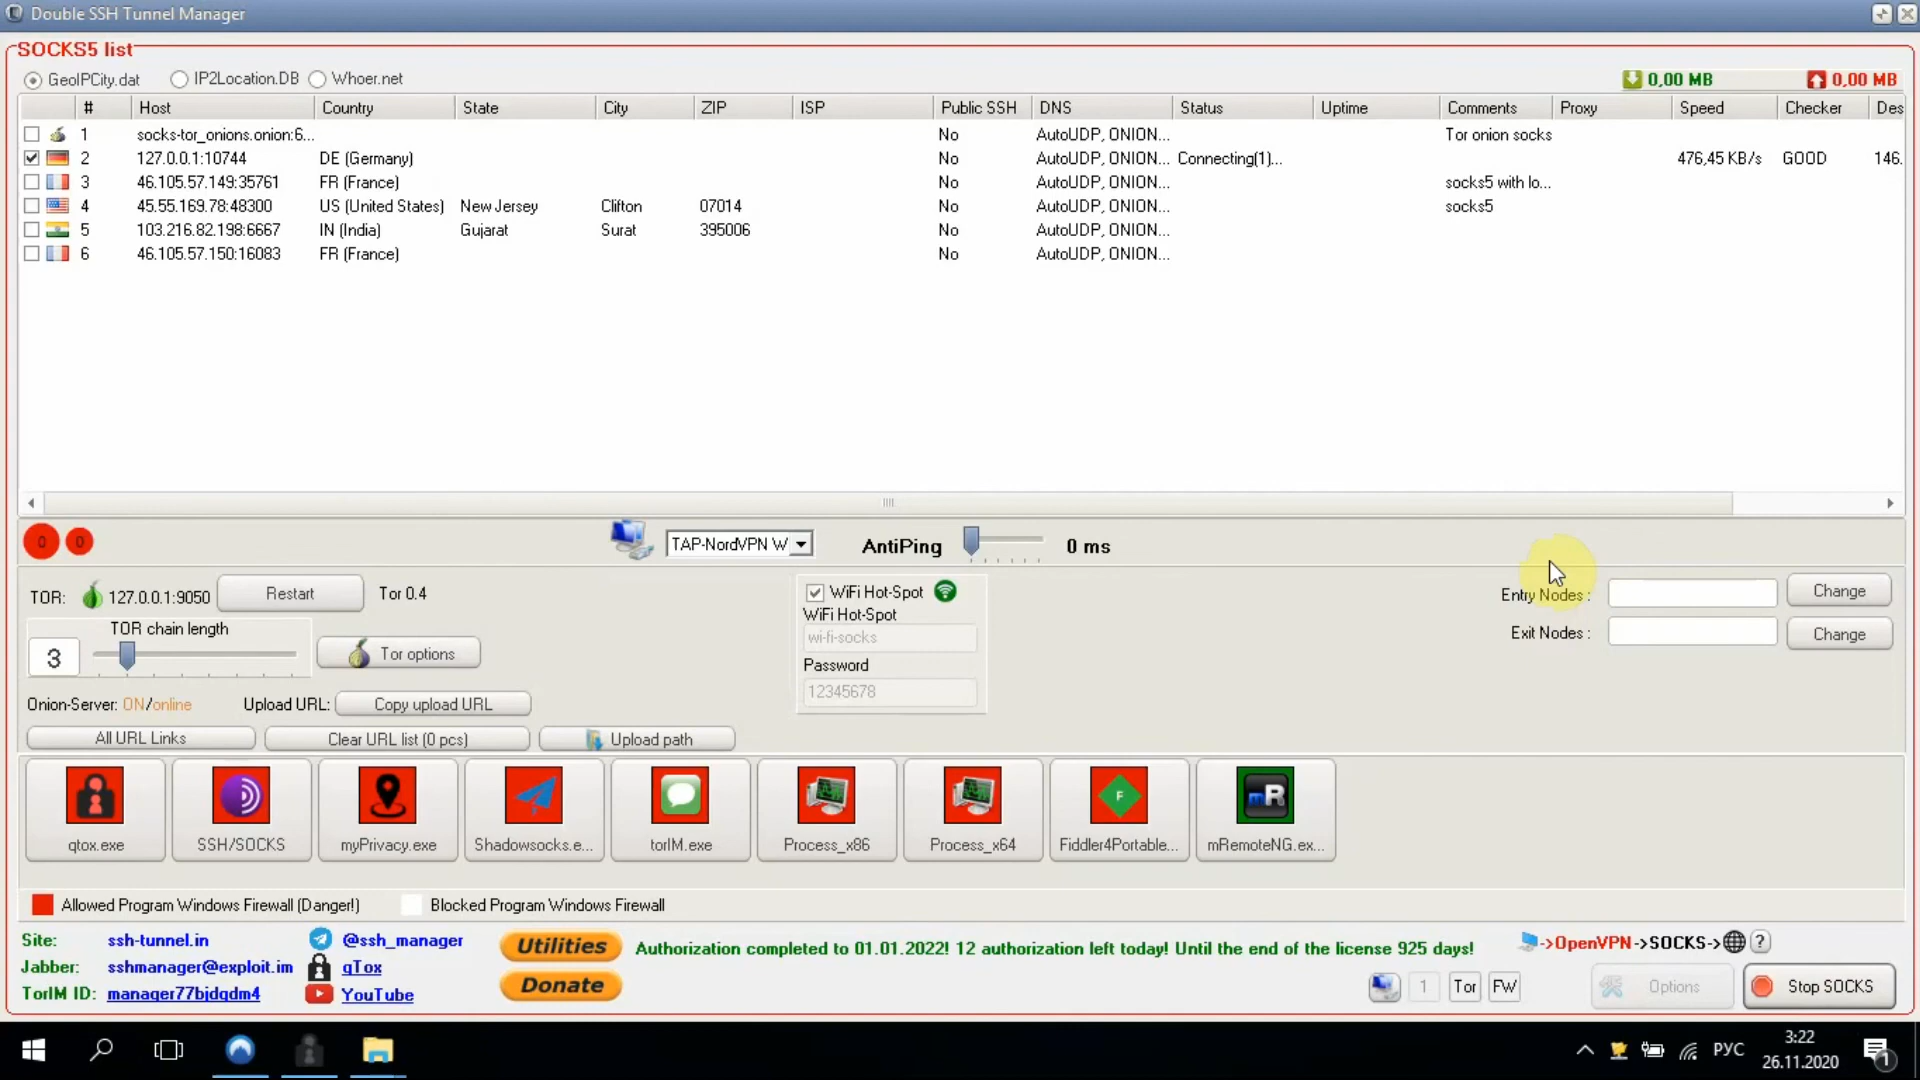 Double SSH Tunnel Manager
SOCKS5 list
GeoIPCity.dat IP2Location.DB Whoer.net 0,00 MB 0,00 MB
# Host Country State City ZIP ISP Public SSH DNS Status Uptime Comments Proxy Speed Checker Des
1 socks-tor_onions.onion:6... No AutoUDP, ONION... Tor onion socks
2 127.0.0.1:10744 DE (Germany) No AutoUDP, ONION... Connecting(1)... 476,45 KB/s GOOD 146.
3 46.105.57.149:35761 FR (France) No AutoUDP, ONION... socks5 with lo...
4 45.55.169.78:48300 US (United States) New Jersey Clifton 07014 No AutoUDP, ONION... socks5
5 103.216.82.198:6667 IN (India) Gujarat Surat 395006 No AutoUDP, ONION...
6 46.105.57.150:16083 FR (France) No AutoUDP, ONION...
0 0 TAP-NordVPN W AntiPing 0 ms
TOR: 127.0.0.1:9050 Restart Tor 0.4 WiFi Hot-Spot Entry Nodes : Change
WiFi Hot-Spot
TOR chain length wi-fi-socks Exit Nodes : Change
3 Tor options Password
12345678
Onion-Server: ON/online Upload URL: Copy upload URL
All URL Links Clear URL list (0 pcs) Upload path
F mR
qtox.exe SSH/SOCKS myPrivacy.exe Shadowsocks.e... torIM.exe Process_x86 Process_x64 Fiddler4Portable... mRemoteNG.ex...
Allowed Program Windows Firewall (Danger!) Blocked Program Windows Firewall
Site: ssh-tunnel.in @ssh_manager Utilities Authorization completed to 01.01.2022! 12 authorization left today! Until the end of the license 925 days! ->OpenVPN->SOCKS-> ?
Jabber: sshmanager@exploit.im qTox
TorIM ID: manager77bjdqdm4 YouTube Donate 1 Tor FW Options Stop SOCKS
РУС 3:22
26.11.2020 1